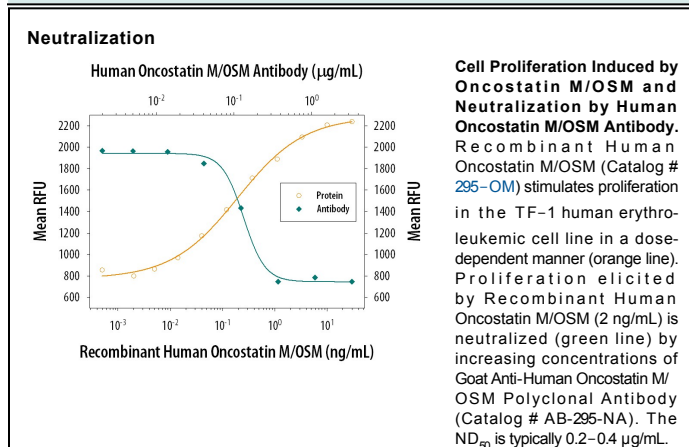 Neutralization
Human Oncostatin M/OSM Antibody (µg/mL)
10⁻² 10⁻¹ 10⁰
Mean RFU
2200
2000
1800
1600
1400
1200
1000
800
600
Protein
Antibody
2200
2000
1800
1600
1400
1200
1000
800
600
Mean RFU
10⁻³ 10⁻² 10⁻¹ 10⁰ 10¹
Recombinant Human Oncostatin M/OSM (ng/mL)
Cell Proliferation Induced by
Oncostatin M/OSM and
Neutralization by Human
Oncostatin M/OSM Antibody.
Recombinant Human
Oncostatin M/OSM (Catalog #
295-OM) stimulates proliferation
in the TF-1 human erythro-
leukemic cell line in a dose-
dependent manner (orange line).
Proliferation elicited
by Recombinant Human
Oncostatin M/OSM (2 ng/mL) is
neutralized (green line) by
increasing concentrations of
Goat Anti-Human Oncostatin M/
OSM Polyclonal Antibody
(Catalog # AB-295-NA). The
ND₅₀ is typically 0.2-0.4 µg/mL.